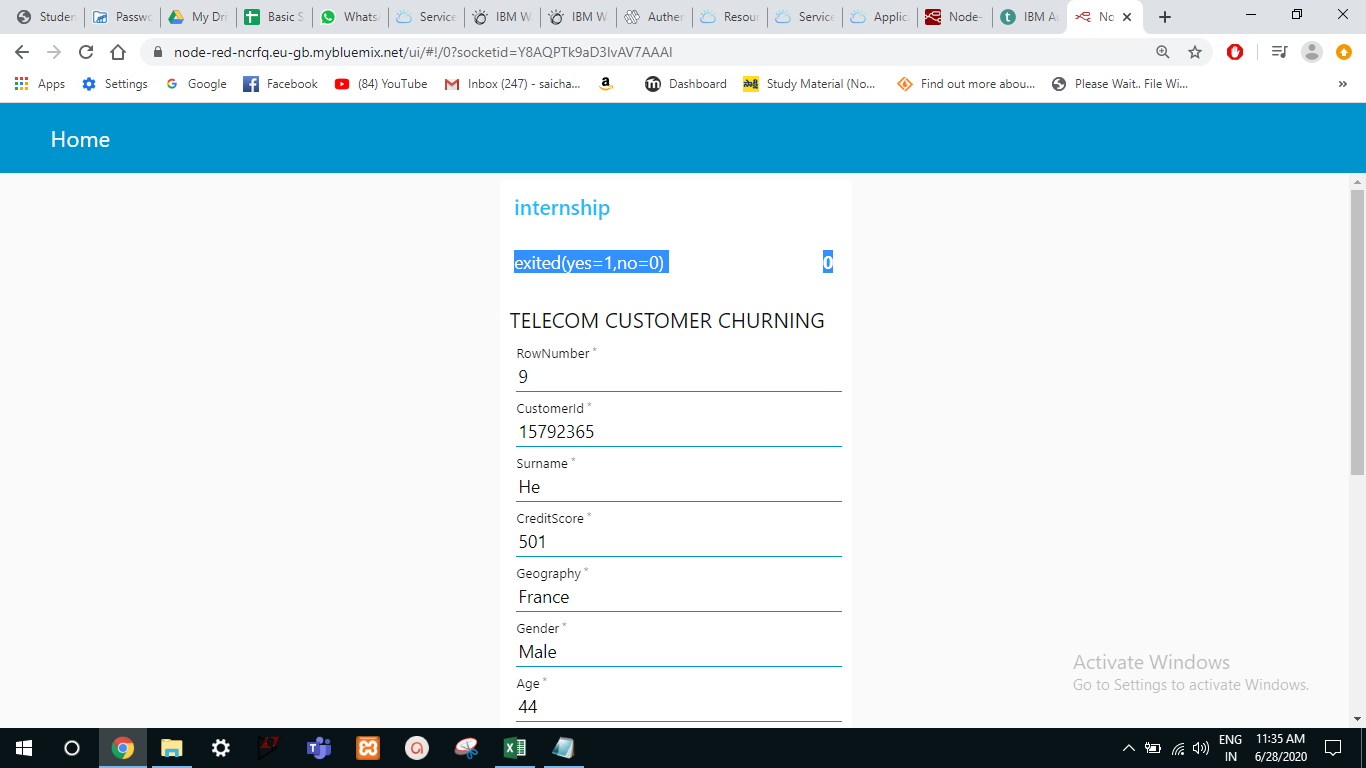 Studen
Passwo
My Dri
Basic S
Whats
Service
IBM W
IBM W
Auther
Resour
Service
Applic
Node-
IBM A
No
node-red-ncrfq.eu-gb.mybluemix.net/ui/#!/0?socketid=Y8AQPTk9aD3IvAV7AAAI
Apps
Settings
Google
Facebook
(84) YouTube
Inbox (247) - saicha...
Dashboard
Study Material (No...
Find out more abou...
Please Wait.. File Wi...
Home
internship
exited(yes=1,no=0) 0
TELECOM CUSTOMER CHURNING
RowNumber *
9
CustomerId *
15792365
Surname *
He
CreditScore *
501
Geography *
France
Gender *
Male
Age *
44
Activate Windows
Go to Settings to activate Windows.
ENG
IN
11:35 AM
6/28/2020